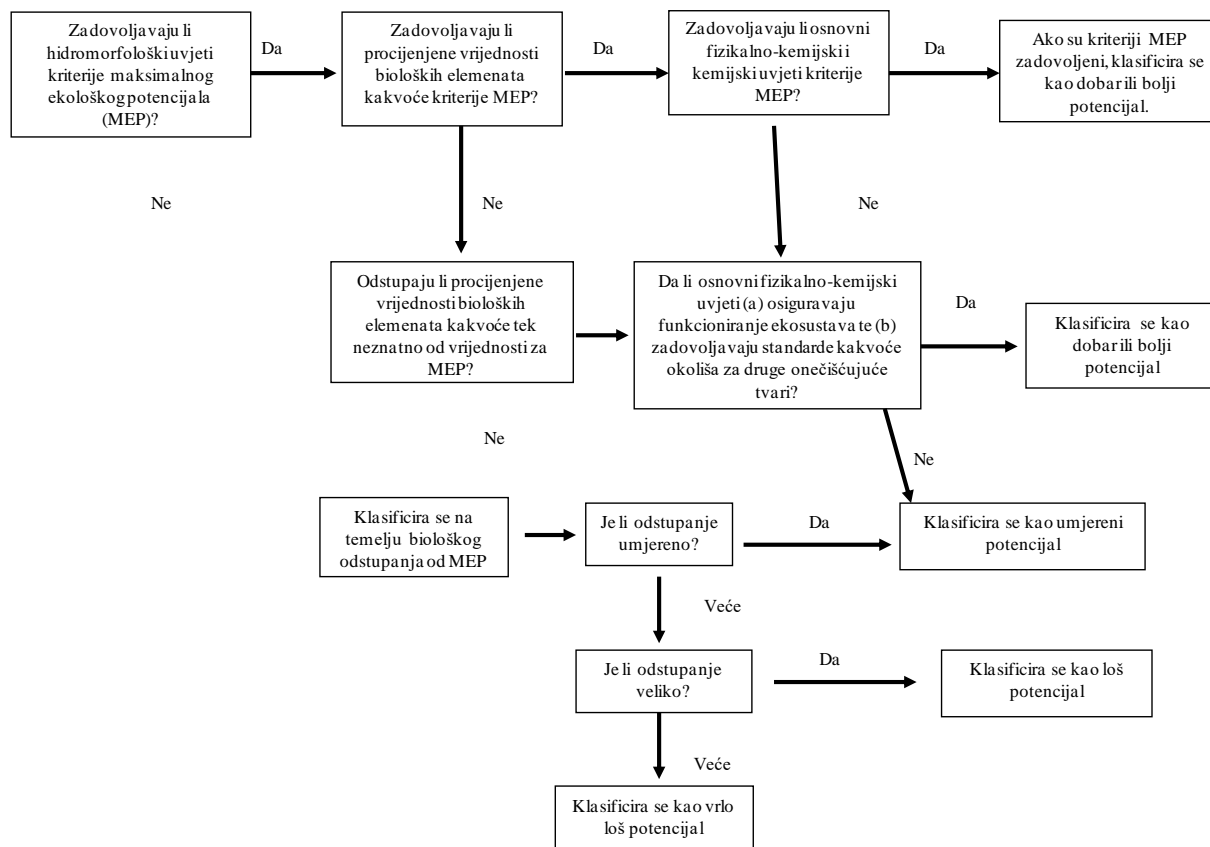 Zadovoljavaju li
hidromorfološki uvjeti
kriterije maksimalnog
ekološkog potencijala
(MEP)?
Da
Zadovoljavaju li
procijenjene vrijednosti
bioloških elemenata
kakvoće kriterije MEP?
Da
Zadovoljavaju li osnovni
fizikalno-kemijski i
kemijski uvjeti kriterije
MEP?
Da
Ako su kriteriji MEP
zadovoljeni, klasificira se
kao dobar ili bolji
potencijal.
Ne
Ne
Ne
Odstupaju li procijenjene
vrijednosti bioloških
elemenata kakvoće tek
neznatno od vrijednosti za
MEP?
Da li osnovni fizikalno-kemijski
uvjeti (a) osiguravaju
funkcioniranje ekosustava te (b)
zadovoljavaju standarde kakvoće
okoliša za druge onečišćujuće
tvari?
Da
Klasificira se kao
dobar ili bolji
potencijal
Ne
Ne
Klasificira se na
temelju biološkog
odstupanja od MEP
Je li odstupanje
umjereno?
Da
Klasificira se kao umjereni
potencijal
Veće
Je li odstupanje
veliko?
Da
Klasificira se kao loš
potencijal
Veće
Klasificira se kao vrlo
loš potencijal